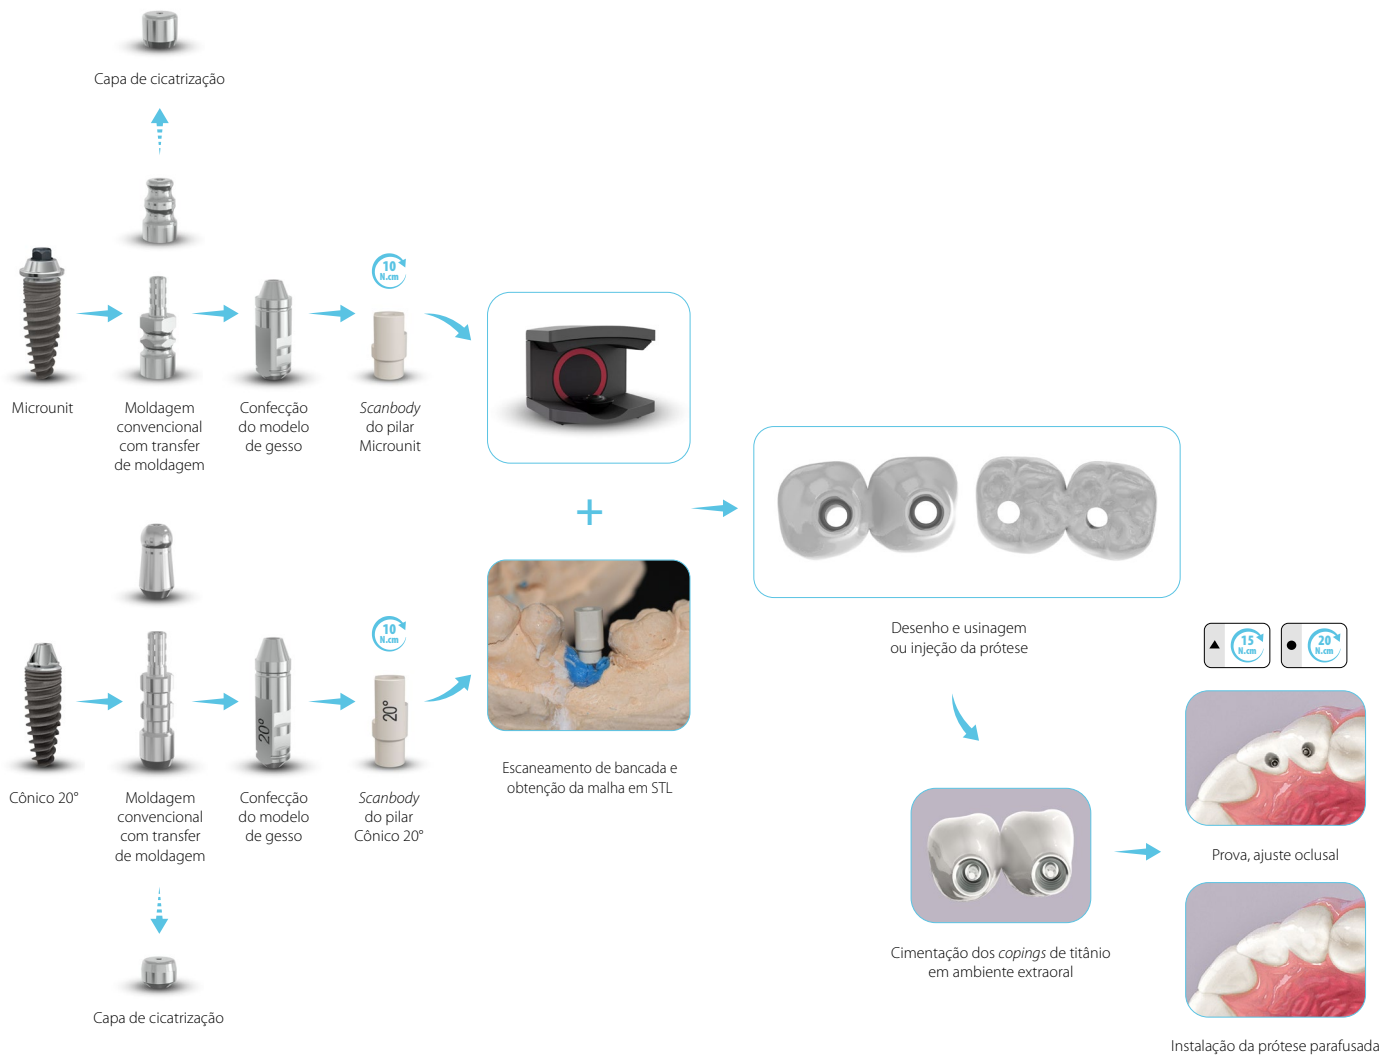 Capa de cicatrização
10
N.cm
Microunit
Moldagem
convencional
com transfer
de moldagem
Confecção
do modelo
de gesso
Scanbody
do pilar
Microunit
+
Desenho e usinagem
ou injeção da prótese
20°
20°
10
N.cm
Cônico 20°
Moldagem
convencional
com transfer
de moldagem
Confecção
do modelo
de gesso
Scanbody
do pilar
Cônico 20°
Escaneamento de bancada e
obtenção da malha em STL
Capa de cicatrização
Cimentação dos copings de titânio
em ambiente extraoral
15
N.cm
20
N.cm
Prova, ajuste oclusal
Instalação da prótese parafusada